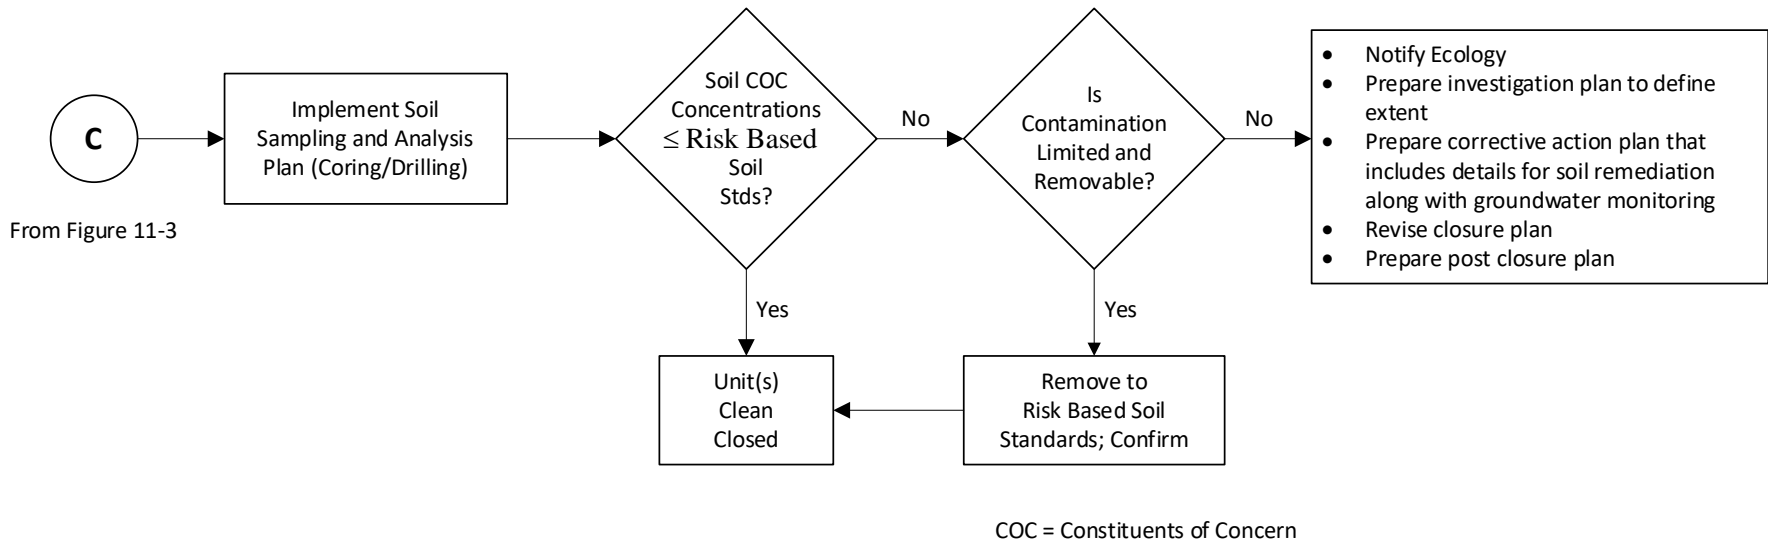 C
From Figure 11-3
Implement Soil
Sampling and Analysis
Plan (Coring/Drilling)
Soil COC
Concentrations
≤ Risk Based
Soil
Stds?
No
Yes
Is
Contamination
Limited and
Removable?
No
Yes
• Notify Ecology
• Prepare investigation plan to define
extent
• Prepare corrective action plan that
includes details for soil remediation
along with groundwater monitoring
• Revise closure plan
• Prepare post closure plan
Unit(s)
Clean
Closed
Remove to
Risk Based Soil
Standards; Confirm
COC = Constituents of Concern